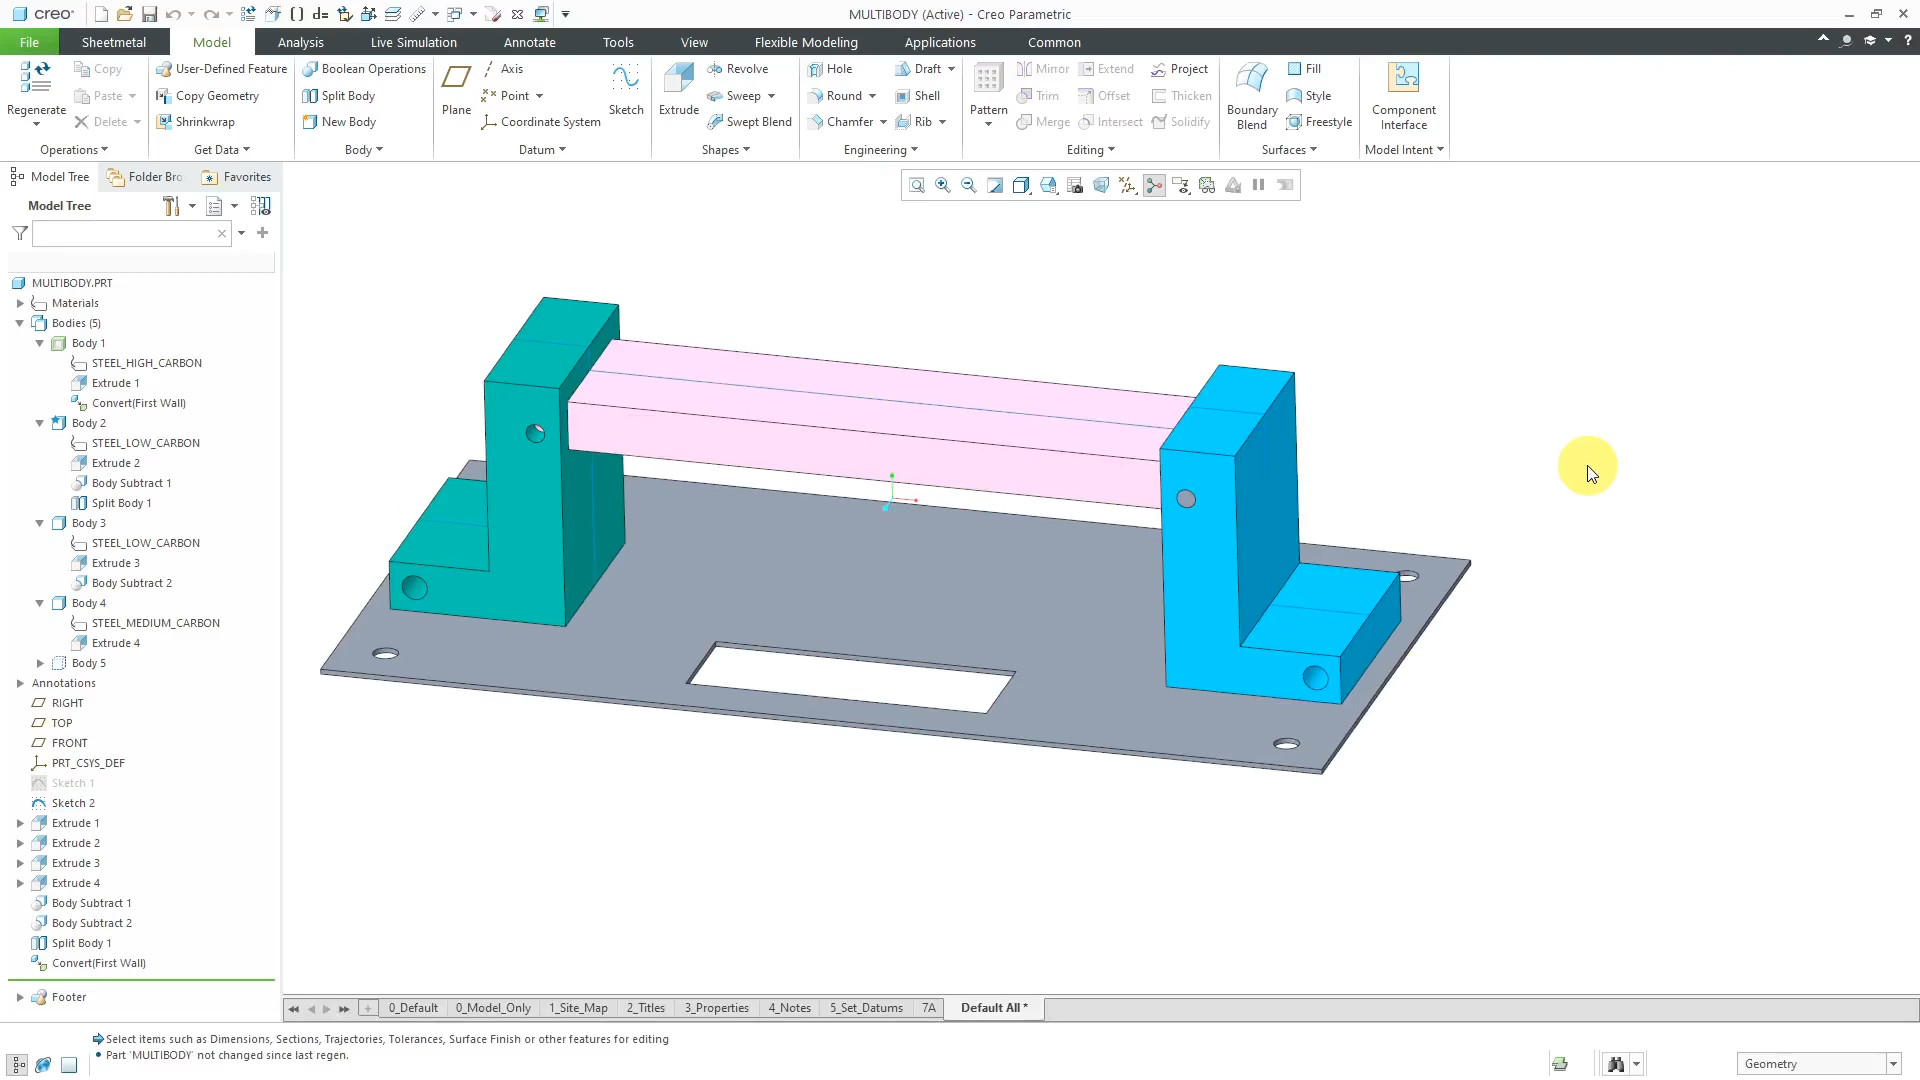 creo
MULTIBODY (Active) - Creo Parametric
File
Sheetmetal
Model
Analysis
Live Simulation
Annotate
Tools
View
Flexible Modeling
Applications
Common
Regenerate
Copy
Paste
Delete
Operations
User-Defined Feature
Copy Geometry
Shrinkwrap
Get Data
Boolean Operations
Split Body
New Body
Body
Plane
Axis
Point
Coordinate System
Sketch
Datum
Extrude
Revolve
Sweep
Swept Blend
Shapes
Hole
Round
Chamfer
Draft
Shell
Rib
Engineering
Pattern
Mirror
Trim
Merge
Extend
Offset
Intersect
Project
Thicken
Solidify
Editing
Boundary
Blend
Fill
Style
Freestyle
Surfaces
Component
Interface
Model Intent
Model Tree
Folder Bro
Favorites
Model Tree
MULTIBODY.PRT
Materials
Bodies (5)
Body 1
STEEL_HIGH_CARBON
Extrude 1
Convert(First Wall)
Body 2
STEEL_LOW_CARBON
Extrude 2
Body Subtract 1
Split Body 1
Body 3
STEEL_LOW_CARBON
Extrude 3
Body Subtract 2
Body 4
STEEL_MEDIUM_CARBON
Extrude 4
Body 5
Annotations
RIGHT
TOP
FRONT
PRT_CSYS_DEF
Sketch 1
Sketch 2
Extrude 1
Extrude 2
Extrude 3
Extrude 4
Body Subtract 1
Body Subtract 2
Split Body 1
Convert(First Wall)
Footer
0_Default
0_Model_Only
1_Site_Map
2_Titles
3_Properties
4_Notes
5_Set_Datums
7A
Default All *
Select items such as Dimensions, Sections, Trajectories, Tolerances, Surface Finish or other features for editing
• Part 'MULTIBODY' not changed since last regen.
Geometry